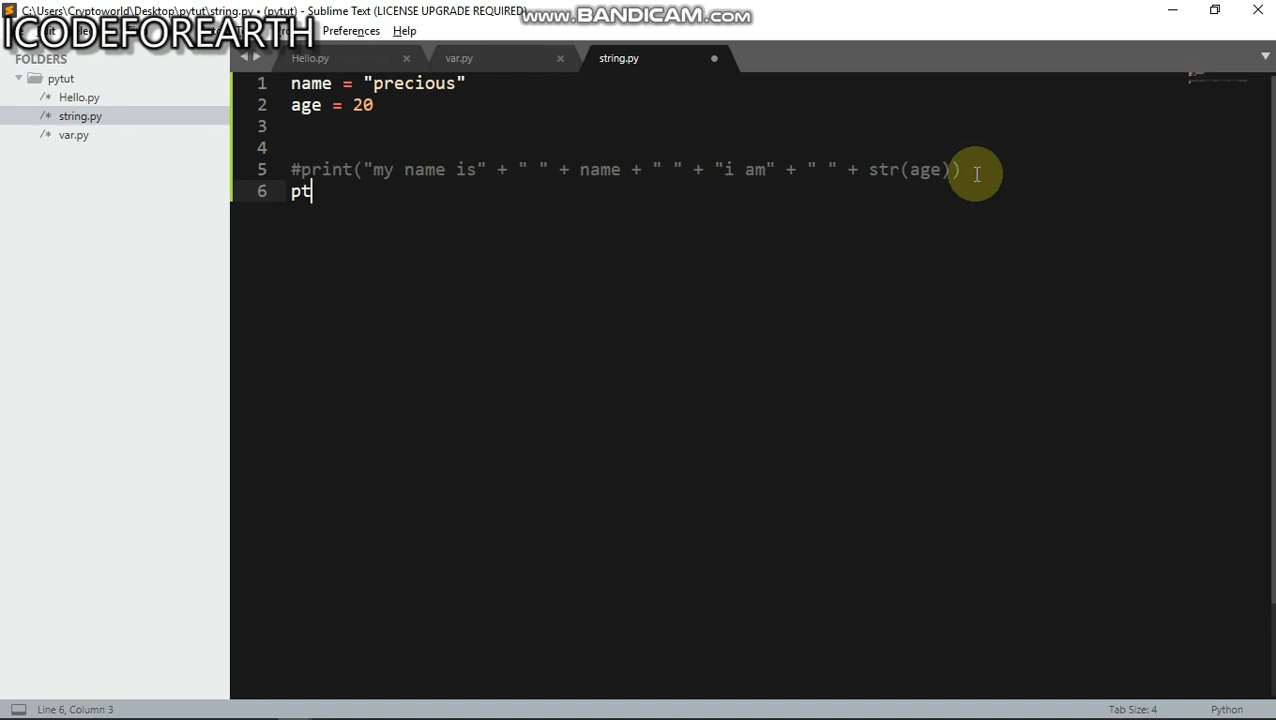 C:\Users\Cryptoworld\Desktop\pytut\string.py • (pytut) - Sublime Text (LICENSE UPGRADE REQUIRED)
www.BANDICAM.com
ICODEFOREARTH
Preferences Help
FOLDERS
pytut
/* Hello.py
/* string.py
/* var.py
Hello.py × var.py × string.py
1 name = "precious"
2 age = 20
3
4
5 #print("my name is" + " " + name + " " + "i am" + " " + str(age))
6 pt
Line 6, Column 3
Tab Size: 4 Python